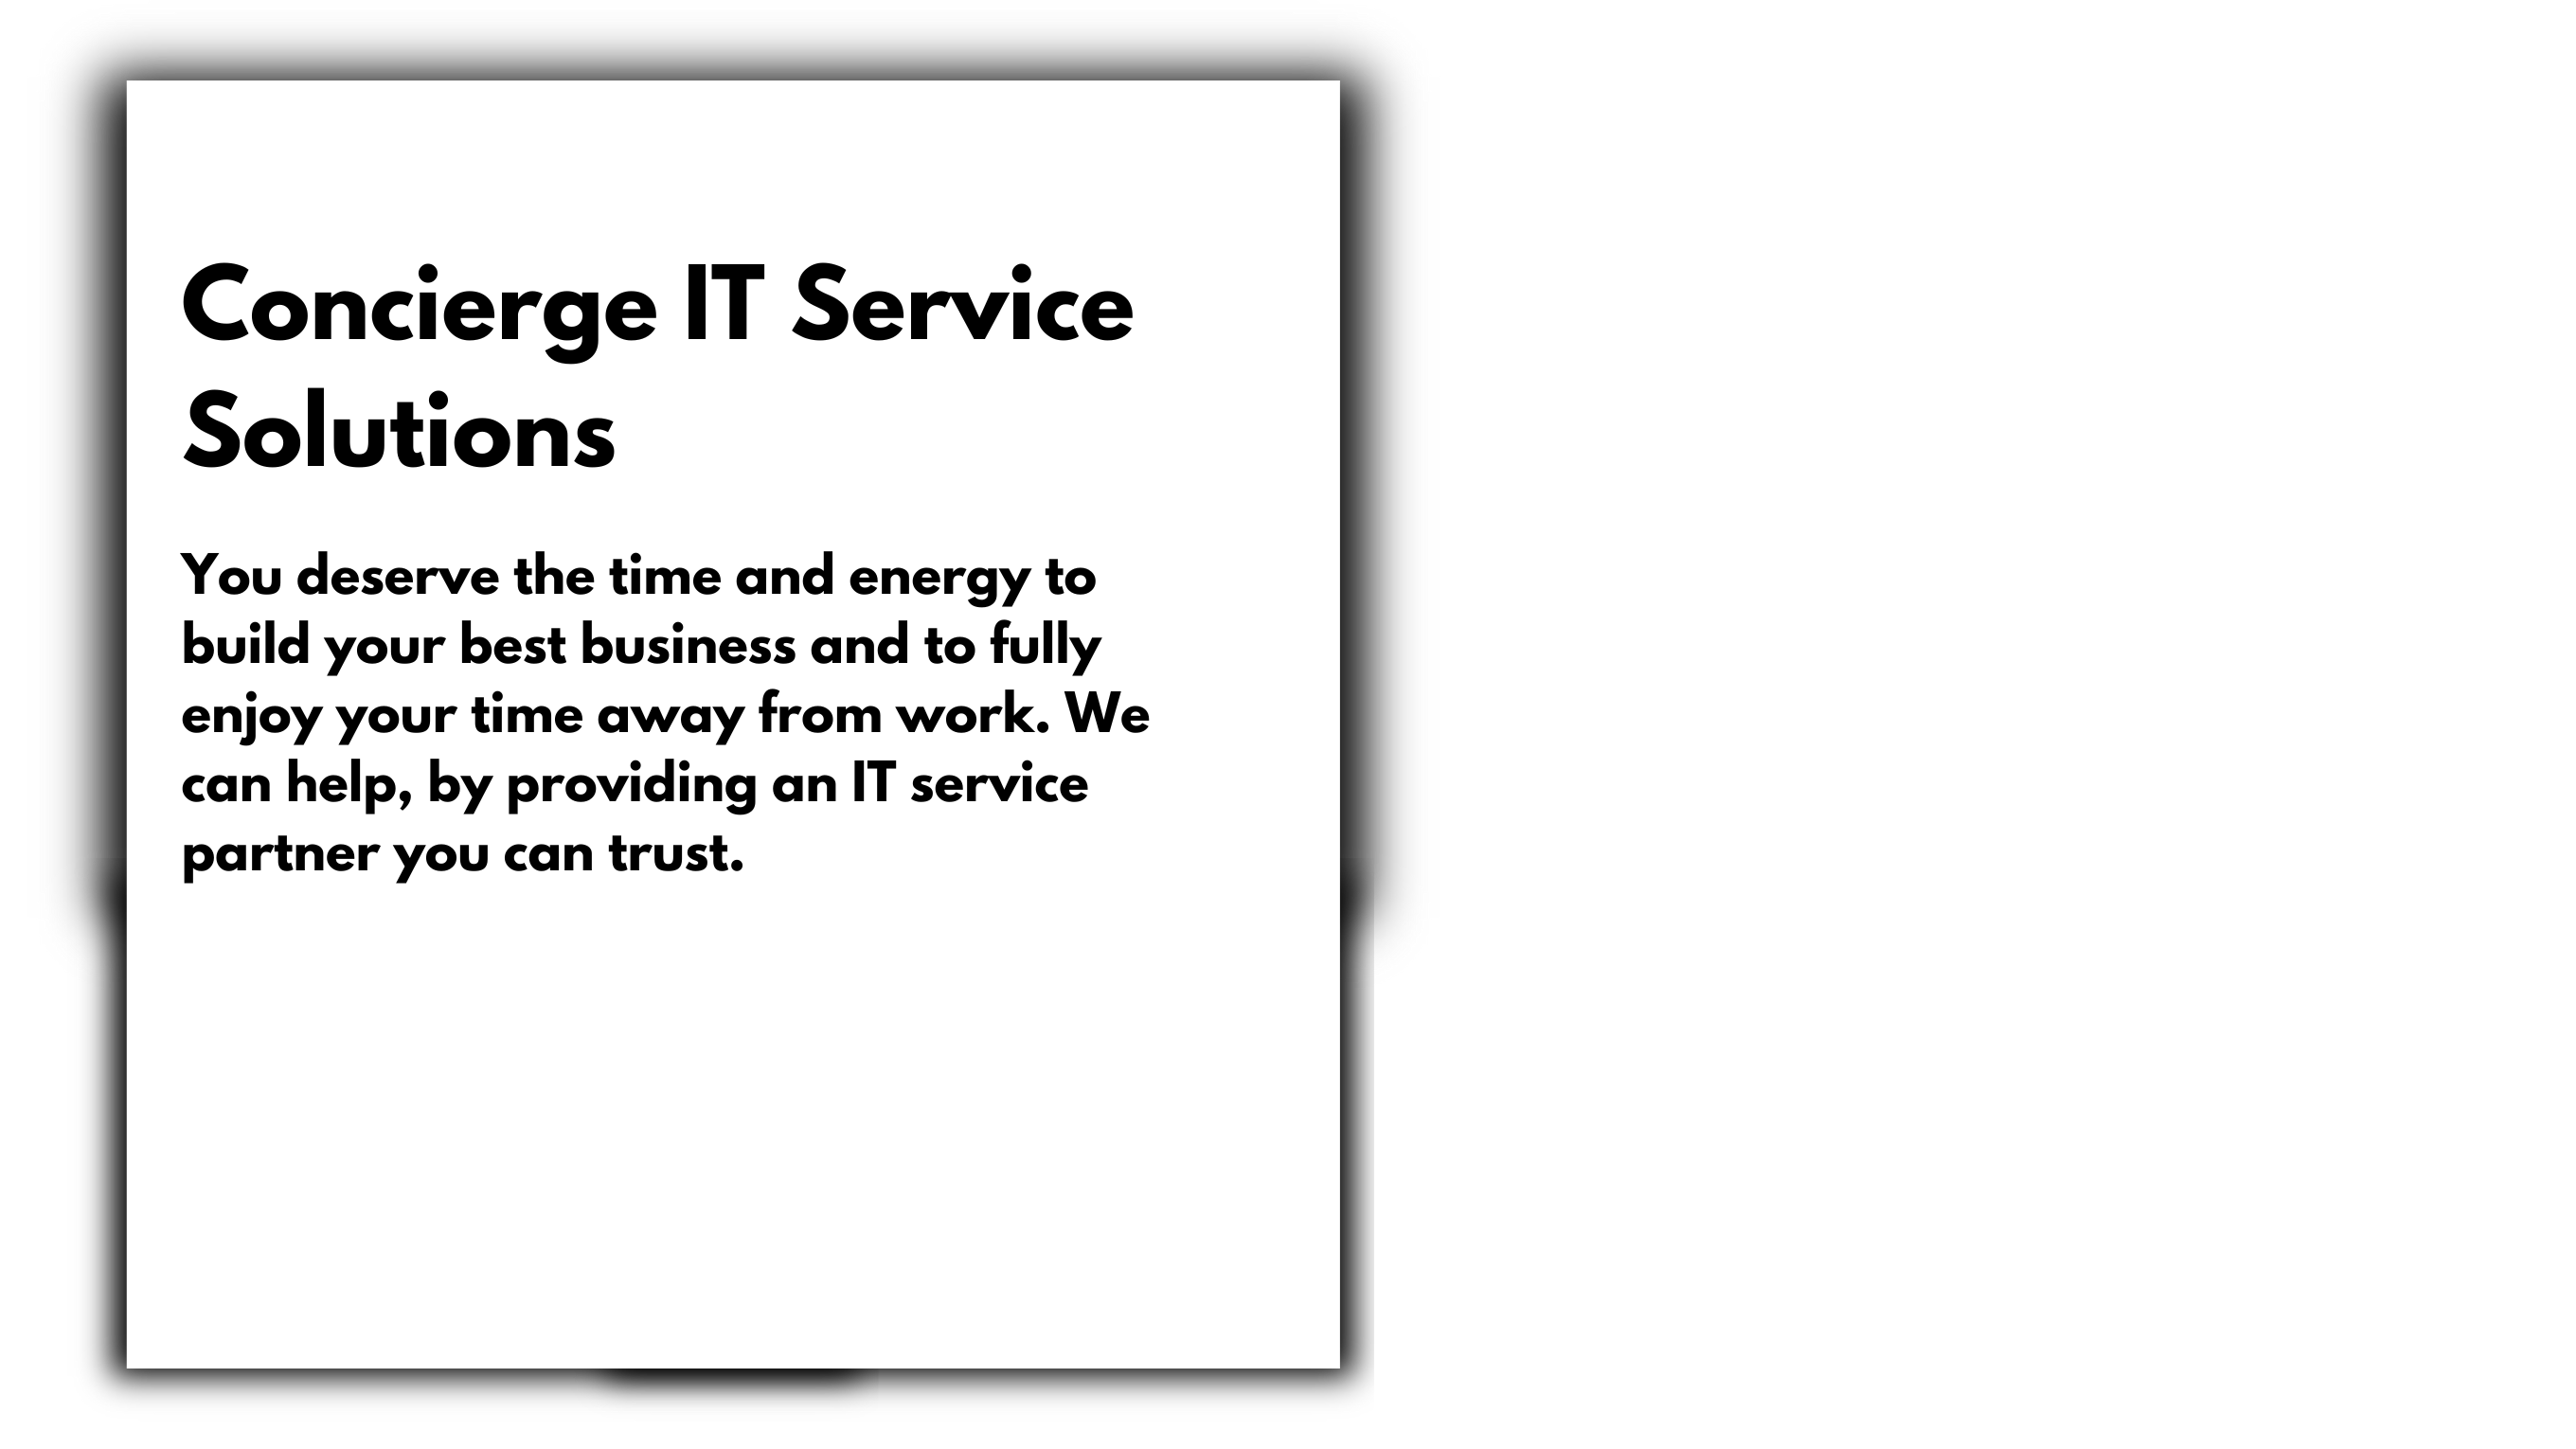 Concierge IT Service
Solutions
You deserve the time and energy to
build your best business and to fully
enjoy your time away from work. We
can help, by providing an IT service
partner you can trust.